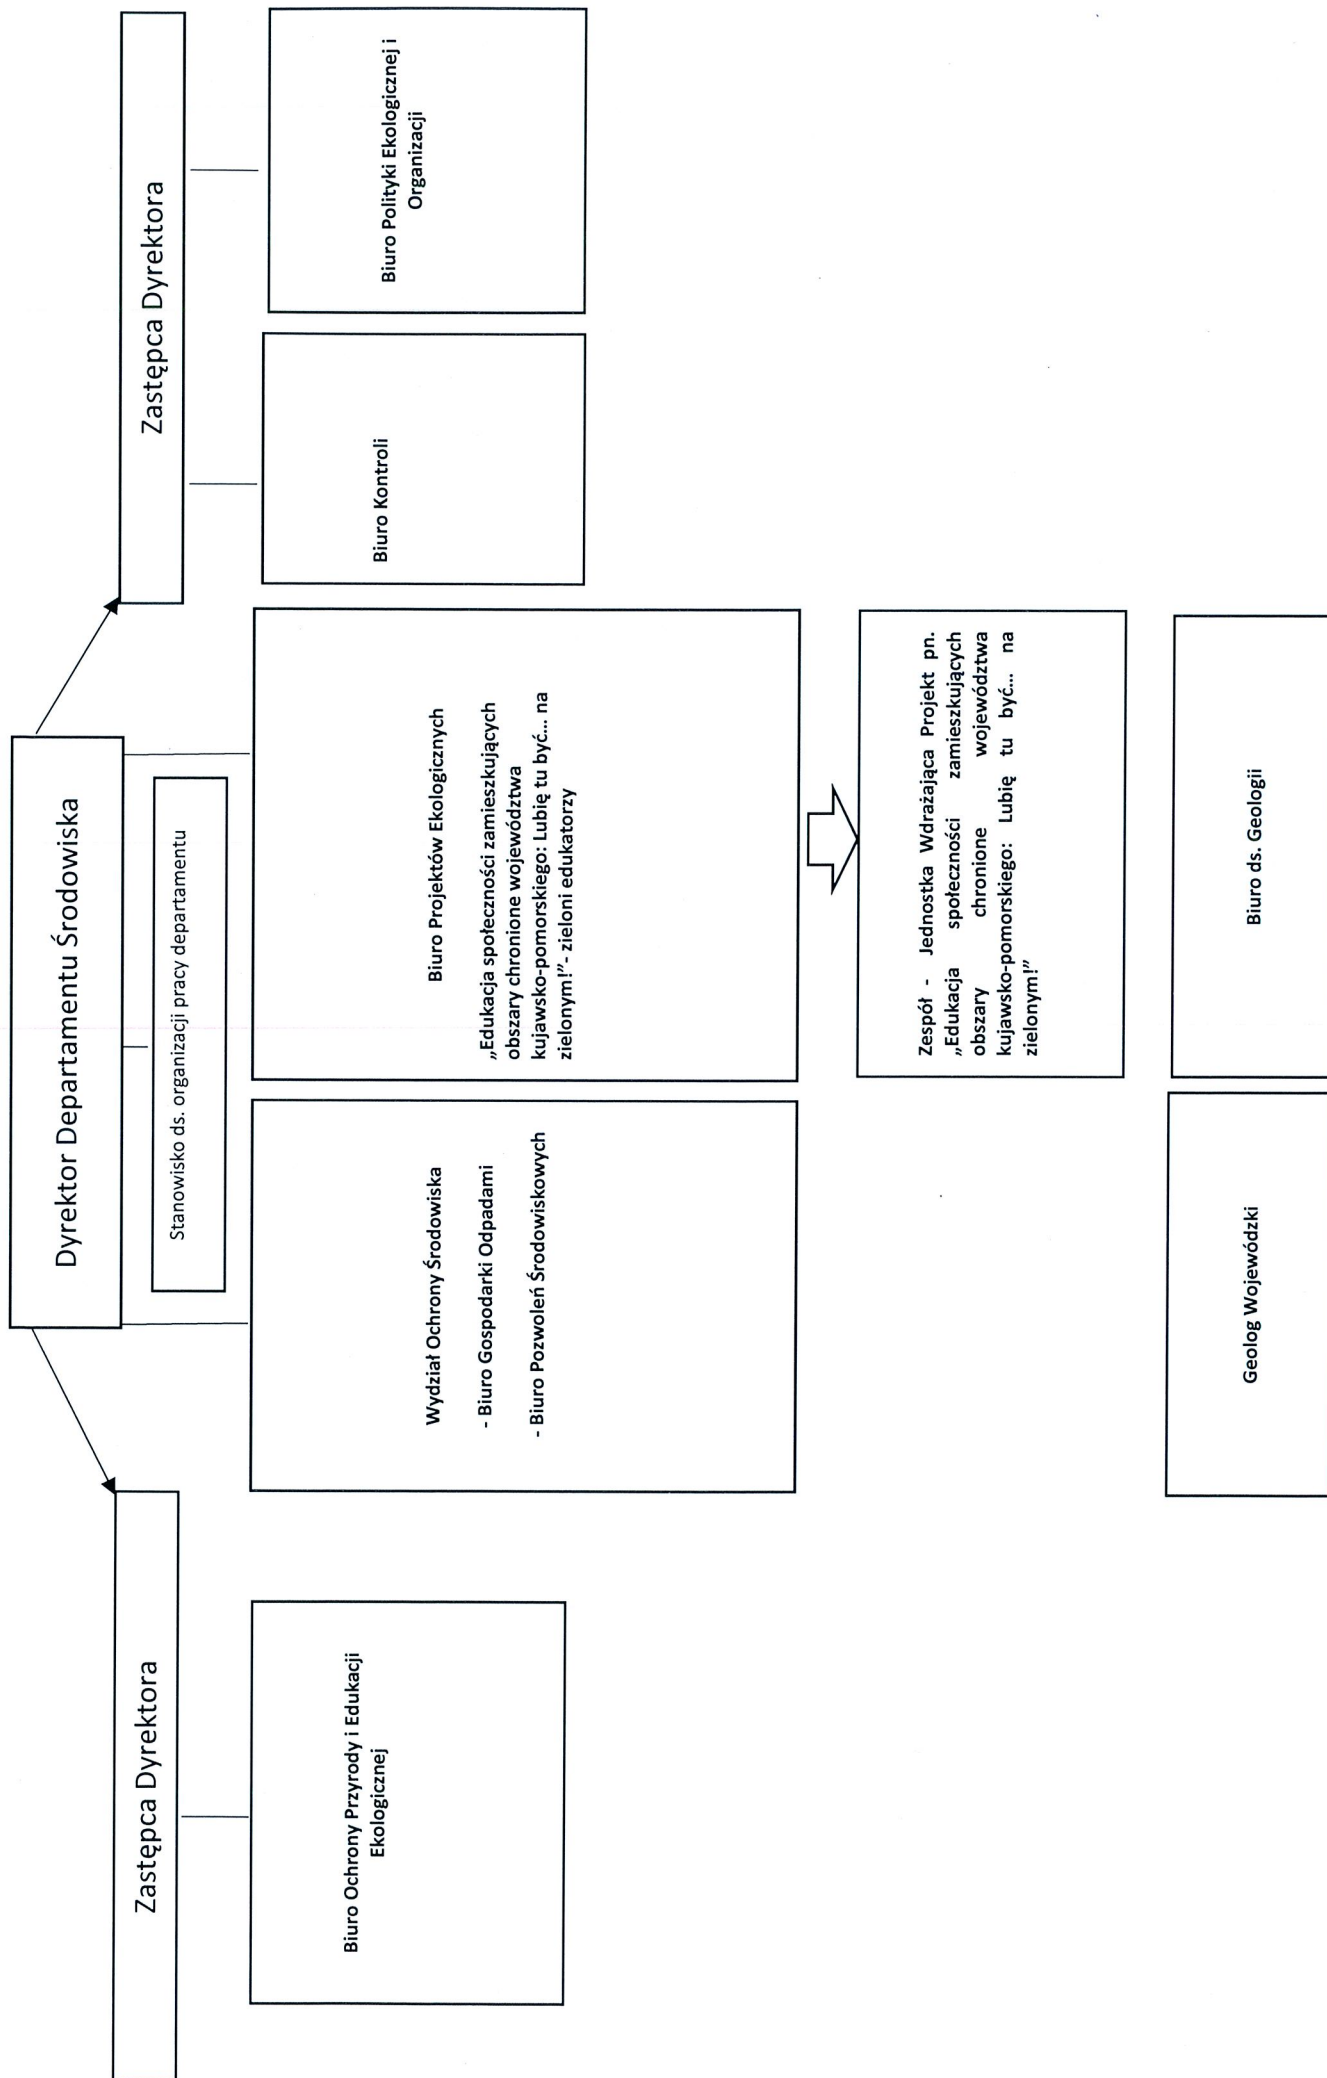 Dyrektor Departamentu Środowiska
Stanowisko ds. organizacji pracy departamentu
Zastępca Dyrektora
Zastępca Dyrektora
Biuro Ochrony Przyrody i Edukacji
Ekologicznej
Wydział Ochrony Środowiska
- Biuro Gospodarki Odpadami
- Biuro Pozwoleń Środowiskowych
Biuro Projektów Ekologicznych
„Edukacja społeczności zamieszkujących
obszary chronione województwa
kujawsko-pomorskiego: Lubię tu być... na
zielonym!”- zieloni edukatorzy
Biuro Kontroli
Biuro Polityki Ekologicznej i
Organizacji
Zespół - Jednostka Wdrażająca Projekt pn.
„Edukacja społeczności zamieszkujących
obszary chronione województwa
kujawsko-pomorskiego: Lubię tu być... na
zielonym!”
Geolog Wojewódzki
Biuro ds. Geologii